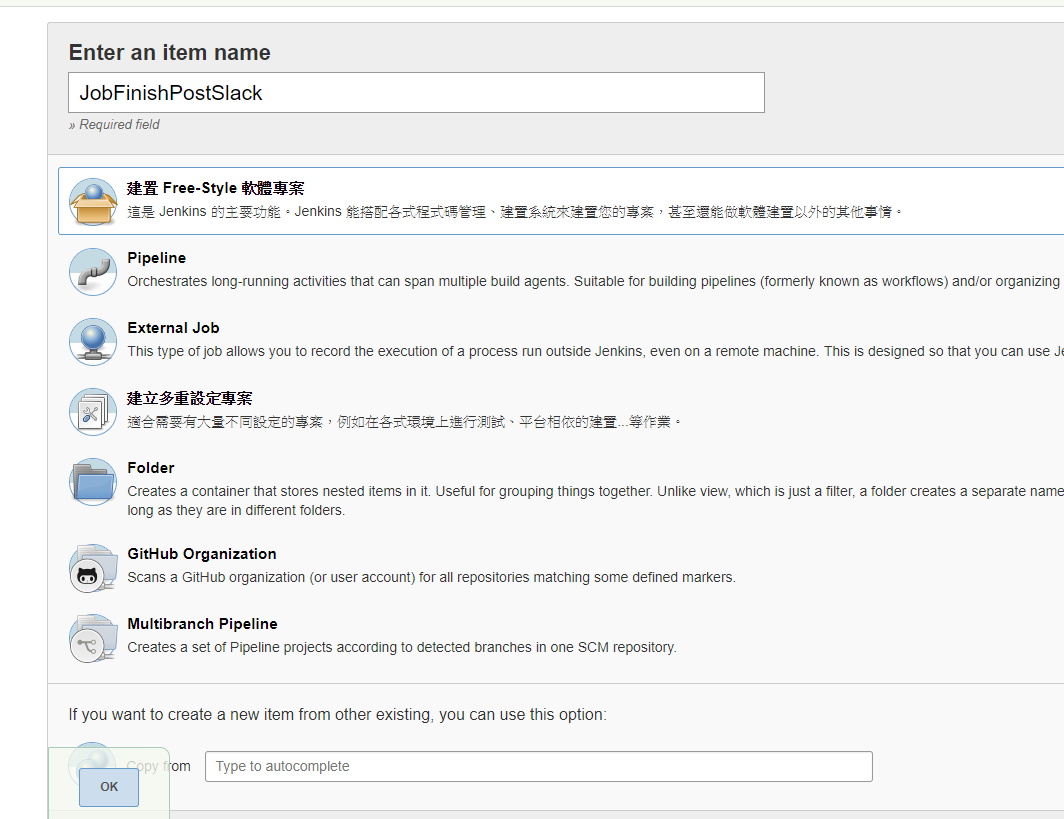 Enter an item name
JobFinishPostSlack
» Required field
建置 Free-Style 軟體專案
這是 Jenkins 的主要功能。Jenkins 能搭配各式程式碼管理、建置系統來建置您的專案，甚至還能做軟體建置以外的其他事情。
Pipeline
Orchestrates long-running activities that can span multiple build agents. Suitable for building pipelines (formerly known as workflows) and/or organizing
External Job
This type of job allows you to record the execution of a process run outside Jenkins, even on a remote machine. This is designed so that you can use Je
建立多重設定專案
適合需要有大量不同設定的專案，例如在各式環境上進行測試、平台相依的建置...等作業。
Folder
Creates a container that stores nested items in it. Useful for grouping things together. Unlike view, which is just a filter, a folder creates a separate name
long as they are in different folders.
GitHub Organization
Scans a GitHub organization (or user account) for all repositories matching some defined markers.
Multibranch Pipeline
Creates a set of Pipeline projects according to detected branches in one SCM repository.
If you want to create a new item from other existing, you can use this option:
Copy from
Type to autocomplete
OK